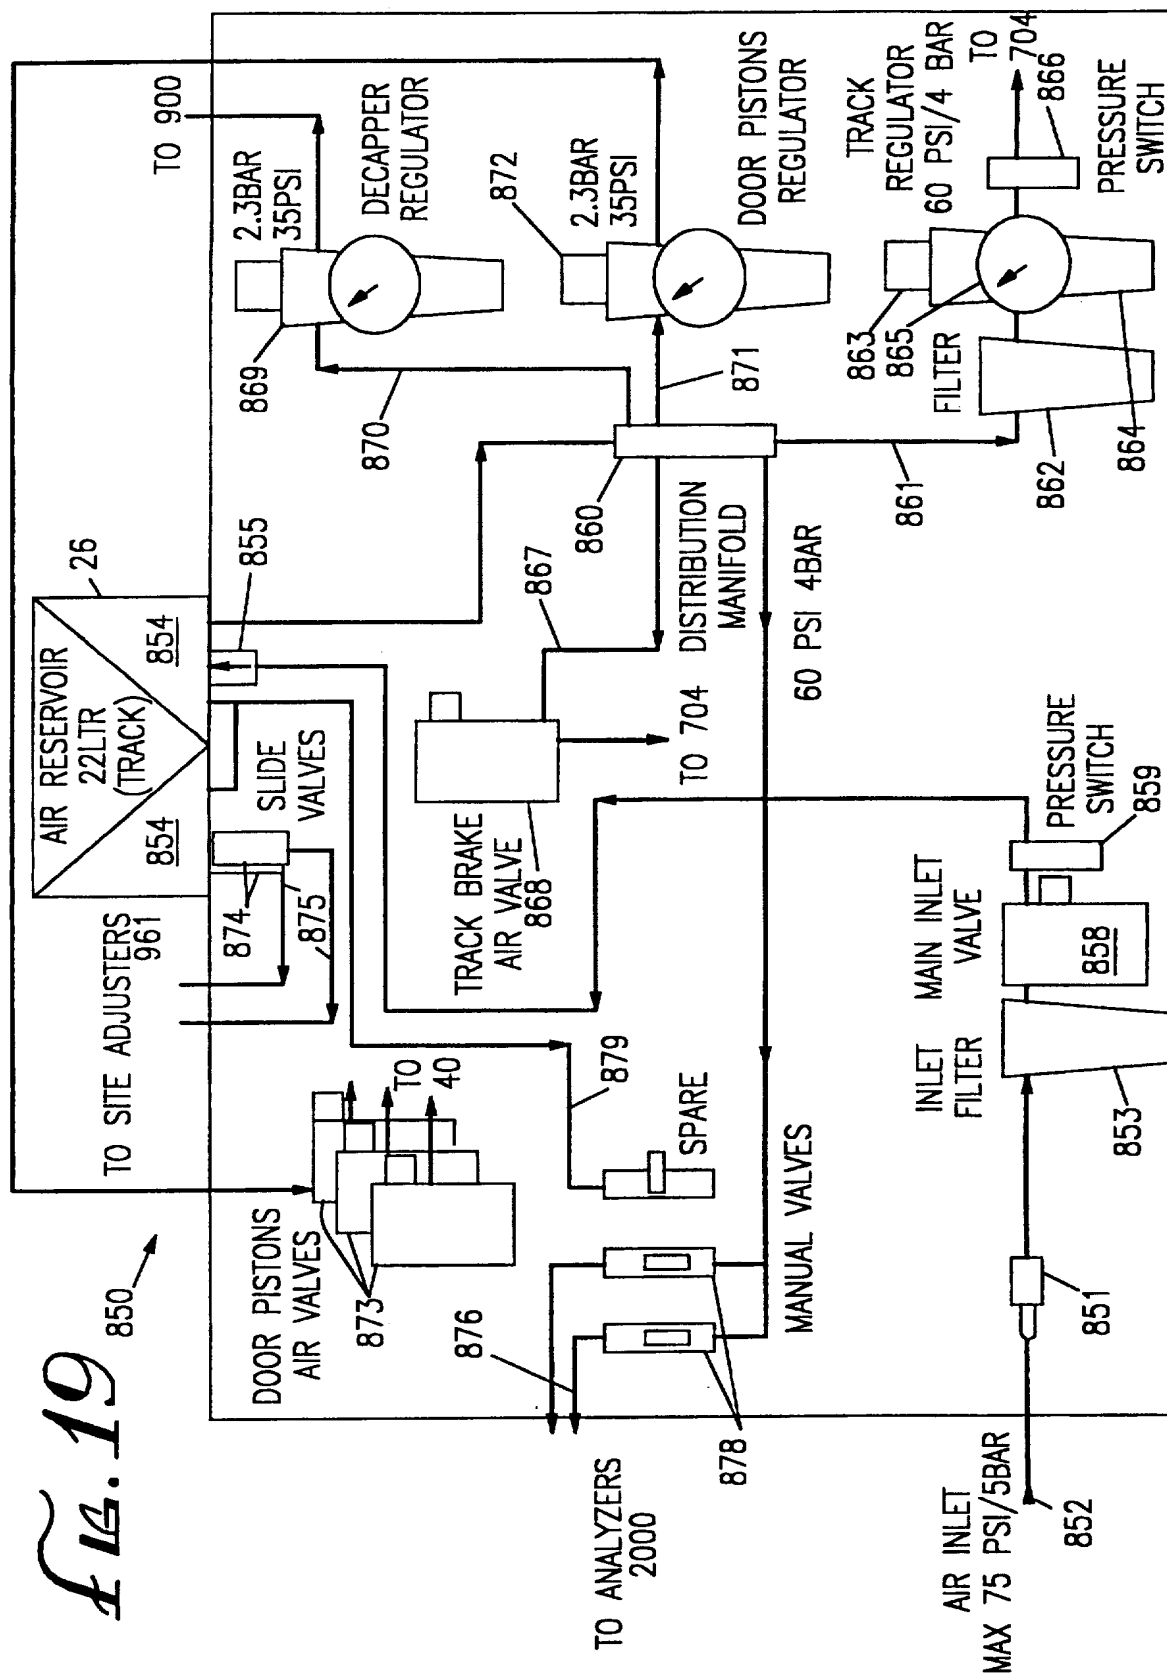 FIG. 19
850
AIR RESERVOIR
22LTR
(TRACK)
854
854
26
855
SLIDE
VALVES
874
875
TO SITE ADJUSTERS
961
TO 900
2.3BAR
35PSI
DECAPPER
REGULATOR
869
870
872
2.3BAR
35PSI
DOOR PISTONS
REGULATOR
871
TRACK
REGULATOR
60 PSI/4 BAR
TO
704
866
PRESSURE
SWITCH
863
865
FILTER
862
864
861
860
DISTRIBUTION
MANIFOLD
867
TRACK BRAKE
AIR VALVE
868
TO 704
60 PSI 4BAR
DOOR PISTONS
AIR VALVES
873
TO
40
879
SPARE
876
878
MANUAL VALVES
TO ANALYZERS
2000
AIR INLET
MAX 75 PSI/5BAR
852
851
INLET
FILTER
853
MAIN INLET
VALVE
858
PRESSURE
SWITCH
859